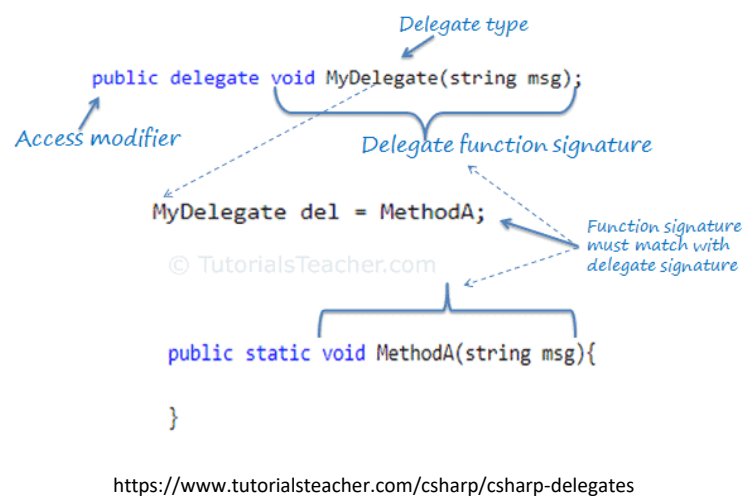 Delegate type
public delegate void MyDelegate(string msg);
Access modifier
Delegate function signature
MyDelegate del = MethodA;
Function signature
must match with
delegate signature
© TutorialsTeacher.com
public static void MethodA(string msg){
}
https://www.tutorialsteacher.com/csharp/csharp-delegates